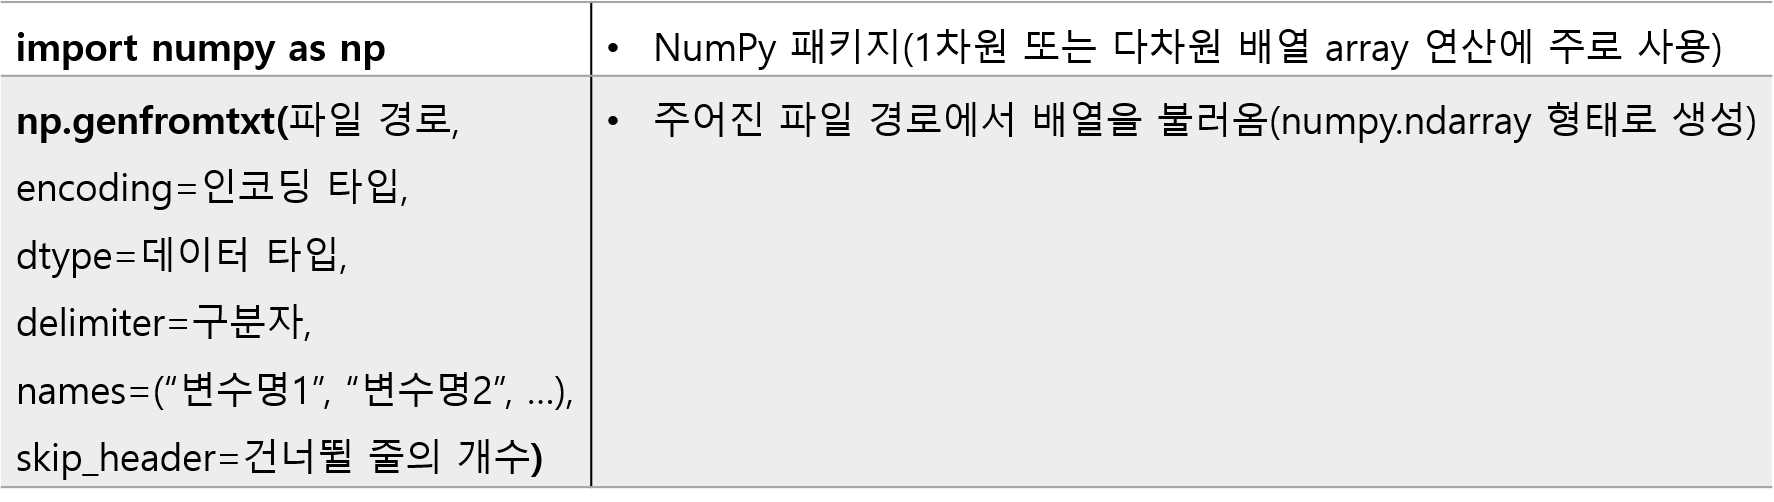 import numpy as np
• NumPy 패키지(1차원 또는 다차원 배열 array 연산에 주로 사용)
np.genfromtxt(파일 경로,
encoding=인코딩 타입,
dtype=데이터 타입,
delimiter=구분자,
names=(“변수명1”, “변수명2”, …),
skip_header=건너뛸 줄의 개수)
• 주어진 파일 경로에서 배열을 불러옴(numpy.ndarray 형태로 생성)